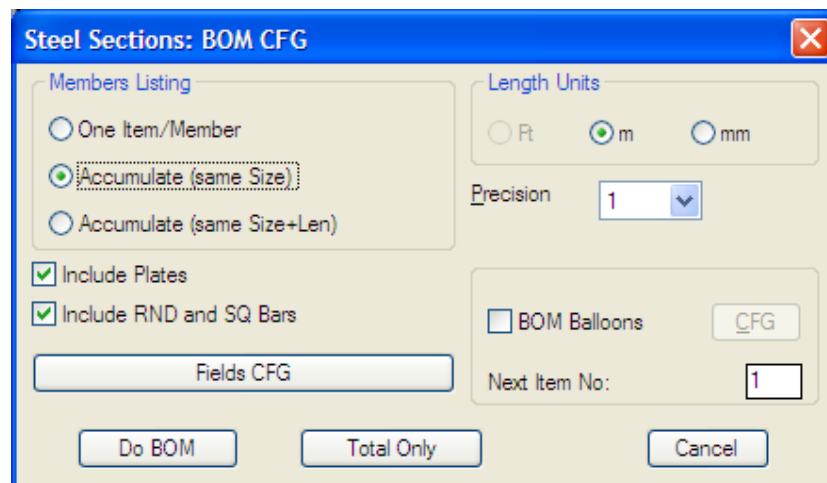 Steel Sections: BOM CFG
Members Listing
One Item/Member
Accumulate (same Size)
Accumulate (same Size+Len)
Include Plates
Include RND and SQ Bars
Fields CFG
Length Units
Ft m mm
Precision 1
BOM Balloons CFG
Next Item No: 1
Do BOM Total Only Cancel